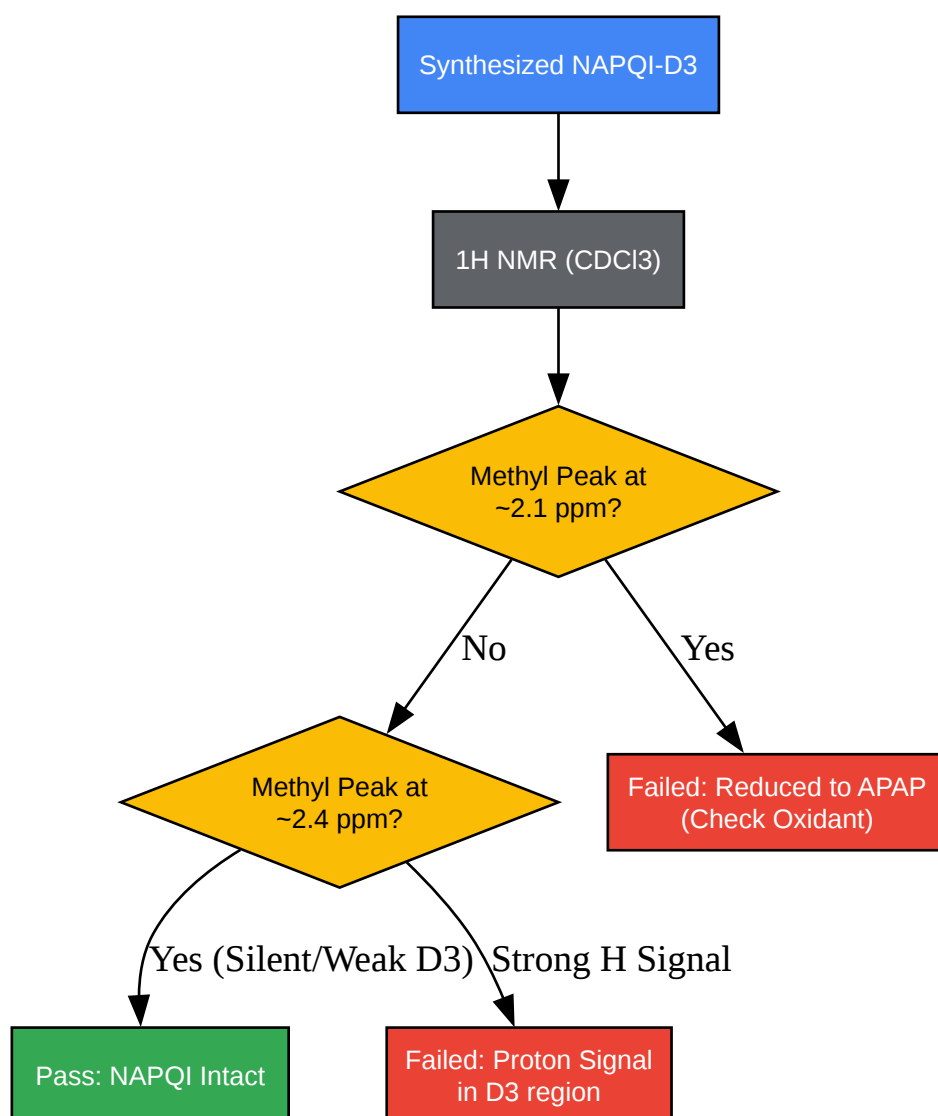 Synthesized NAPQI-D3
1H NMR (CDCl3)
Methyl Peak at
~2.1 ppm?
No
Yes
Methyl Peak at
~2.4 ppm?
Failed: Reduced to APAP
(Check Oxidant)
Yes (Silent/Weak D3)
Strong H Signal
Pass: NAPQI Intact
Failed: Proton Signal
in D3 region